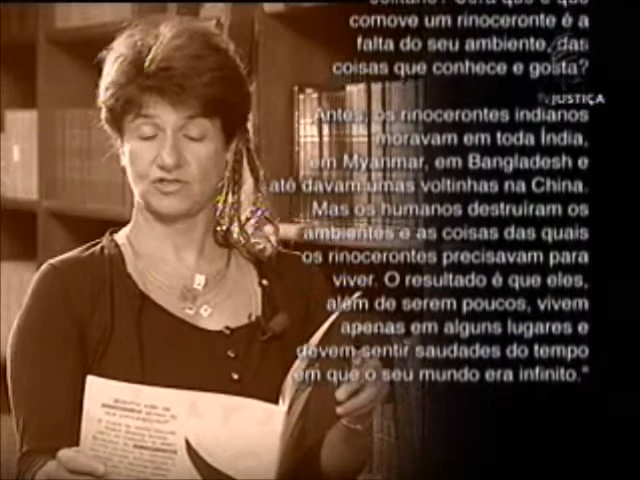 comove um rinoceronte é a
falta do seu ambiente, das
coisas que conhece e gosta?
TV JUSTIÇA
Antes, os rinocerontes indianos
moravam em toda Índia,
em Myanmar, em Bangladesh e
até davam umas voltinhas na China.
Mas os humanos destruíram os
ambientes e as coisas das quais
os rinocerontes precisavam para
viver. O resultado é que eles,
além de serem poucos, vivem
apenas em alguns lugares e
devem sentir saudades do tempo
em que o seu mundo era infinito."